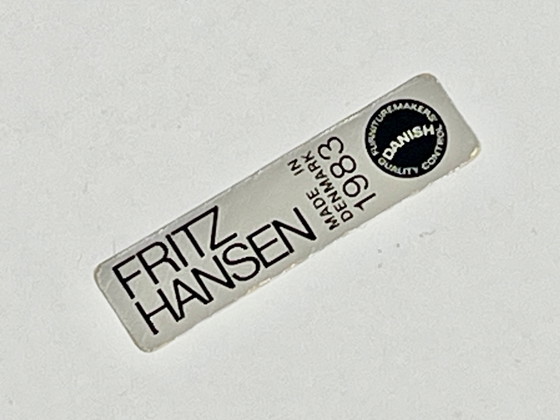 FRITZ
HANSEN
MADE IN
DENMARK
1983
FURNITUREMAKERS'
DANISH
QUALITY CONTROL